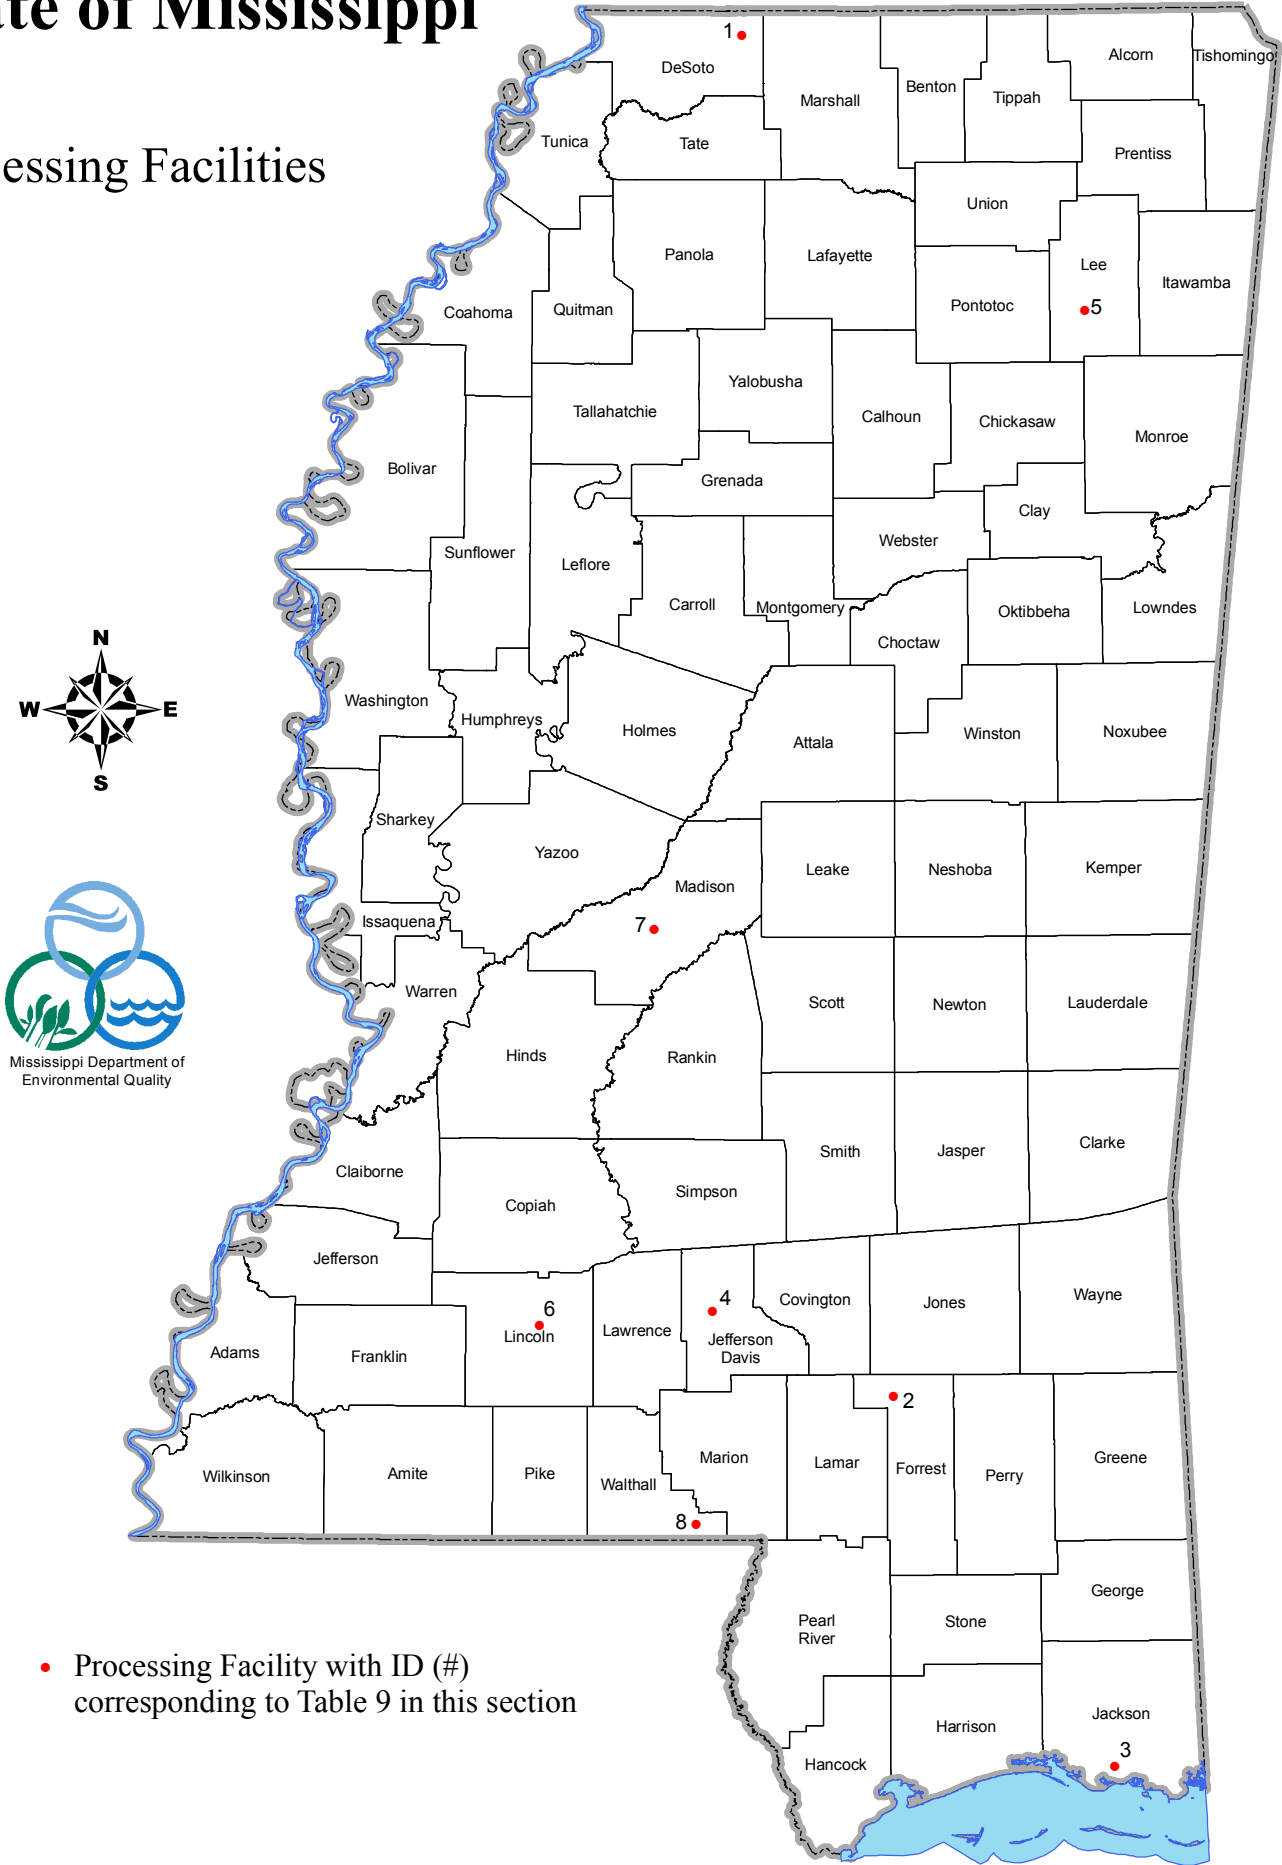 ate of Mississippi
essing Facilities
1
DeSoto
Marshall
Benton
Tippah
Alcorn
Tishomingo
Tunica
Tate
Prentiss
Union
Panola
Lafayette
Lee
Itawamba
Coahoma
Quitman
Pontotoc
5
Yalobusha
Tallahatchie
Calhoun
Chickasaw
Monroe
Bolivar
Grenada
Clay
Sunflower
Leflore
Webster
Carroll
Montgomery
Oktibbeha
Lowndes
Choctaw
N
W
E
S
Washington
Humphreys
Holmes
Attala
Winston
Noxubee
Sharkey
Yazoo
Leake
Neshoba
Kemper
Madison
Issaquena
7
Warren
Scott
Newton
Lauderdale
Hinds
Rankin
Mississippi Department of
Environmental Quality
Claiborne
Smith
Jasper
Clarke
Copiah
Simpson
Jefferson
6
Lincoln
Lawrence
4
Jefferson
Davis
Covington
Jones
Wayne
Adams
Franklin
2
Wilkinson
Amite
Pike
Walthall
Marion
Lamar
Forrest
Perry
Greene
8
George
Pearl
River
Stone
Processing Facility with ID (#)
corresponding to Table 9 in this section
Jackson
Harrison
3
Hancock